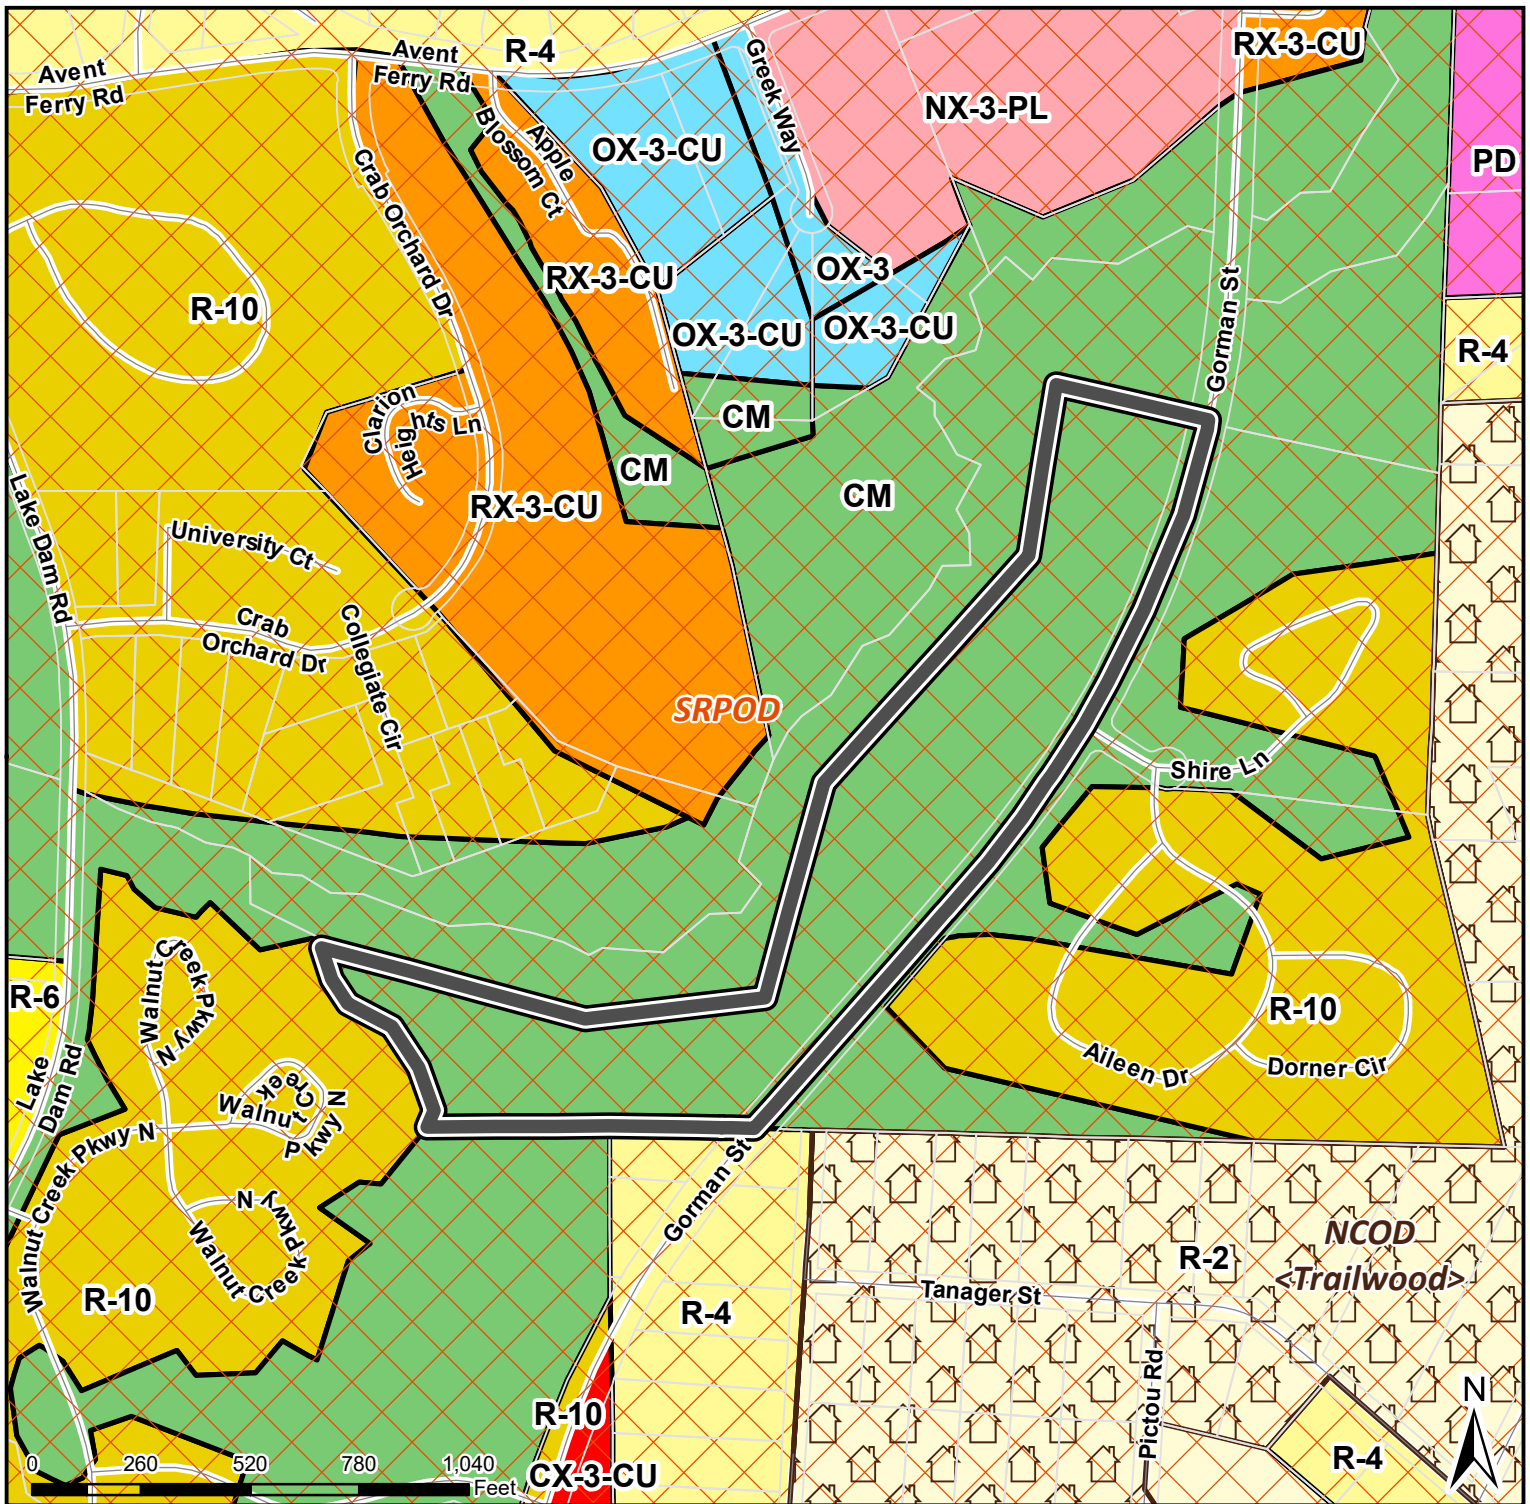 R-4
Avent
Ferry Rd
Avent
Ferry Rd
Greek Way
RX-3-CU
NX-3-PL
OX-3-CU
Apple
Blossom Ct
PD
Crab Orchard Dr
RX-3-CU
OX-3
R-10
OX-3-CU
OX-3-CU
Gorman St
R-4
Clarion
Heig
hts Ln
CM
CM
CM
RX-3-CU
Lake Dam Rd
University Ct
Crab
Orchard Dr
Collegiate Cir
SRPOD
Shire Ln
R-6
Walnut Creek Pkwy N
R-10
Lake
Dam Rd
Walnut Creek
Pkwy N
Aileen Dr
Dorner Cir
Walnut Creek Pkwy N
Gorman St
Walnut Creek Pkwy N
R-10
R-4
R-2
NCOD
<Trailwood>
Tanager St
Pictou Rd
R-10
CX-3-CU
R-4
N
0 260 520 780 1,040
Feet